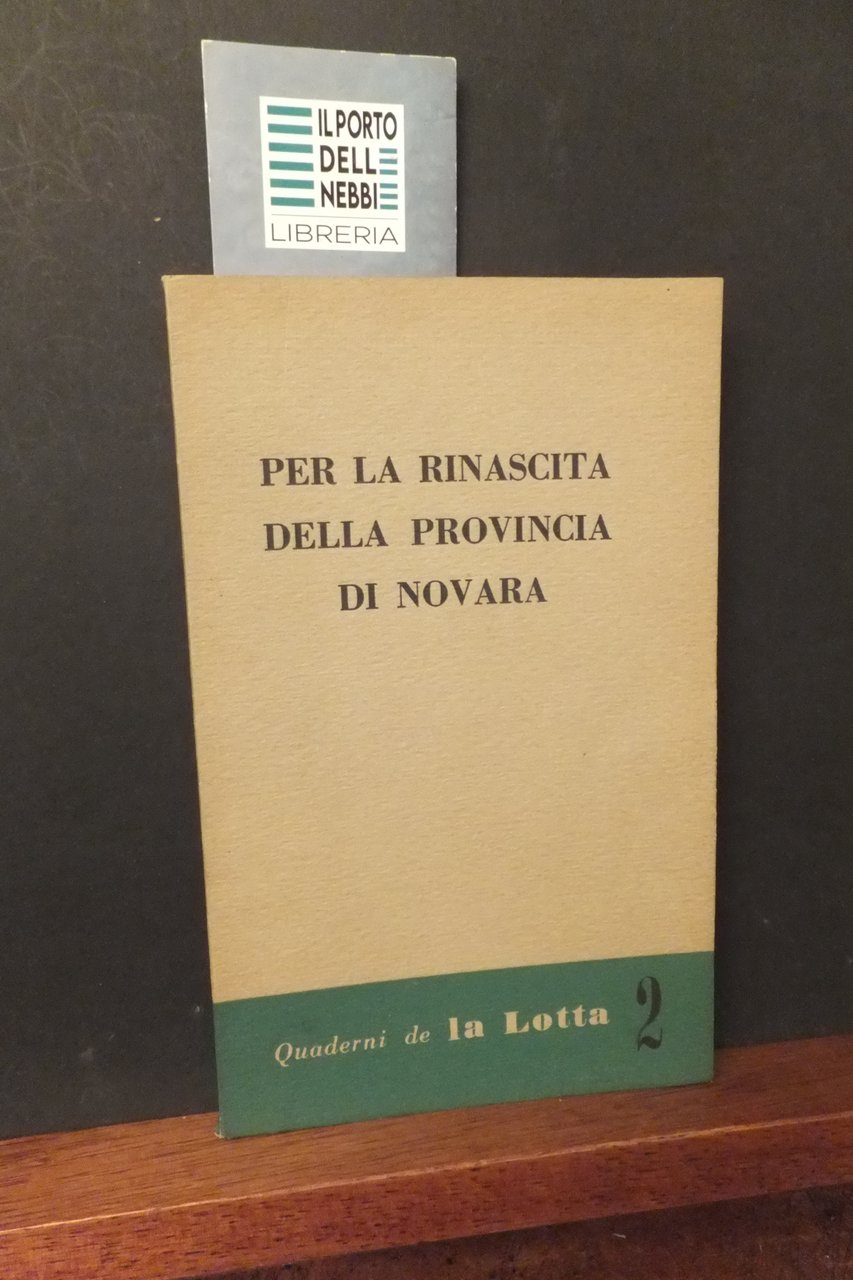 IL PORTO
DELLE
NEBBIE
LIBRERIA
PER LA RINASCITA
DELLA PROVINCIA
DI NOVARA
Quaderni de la Lotta 2